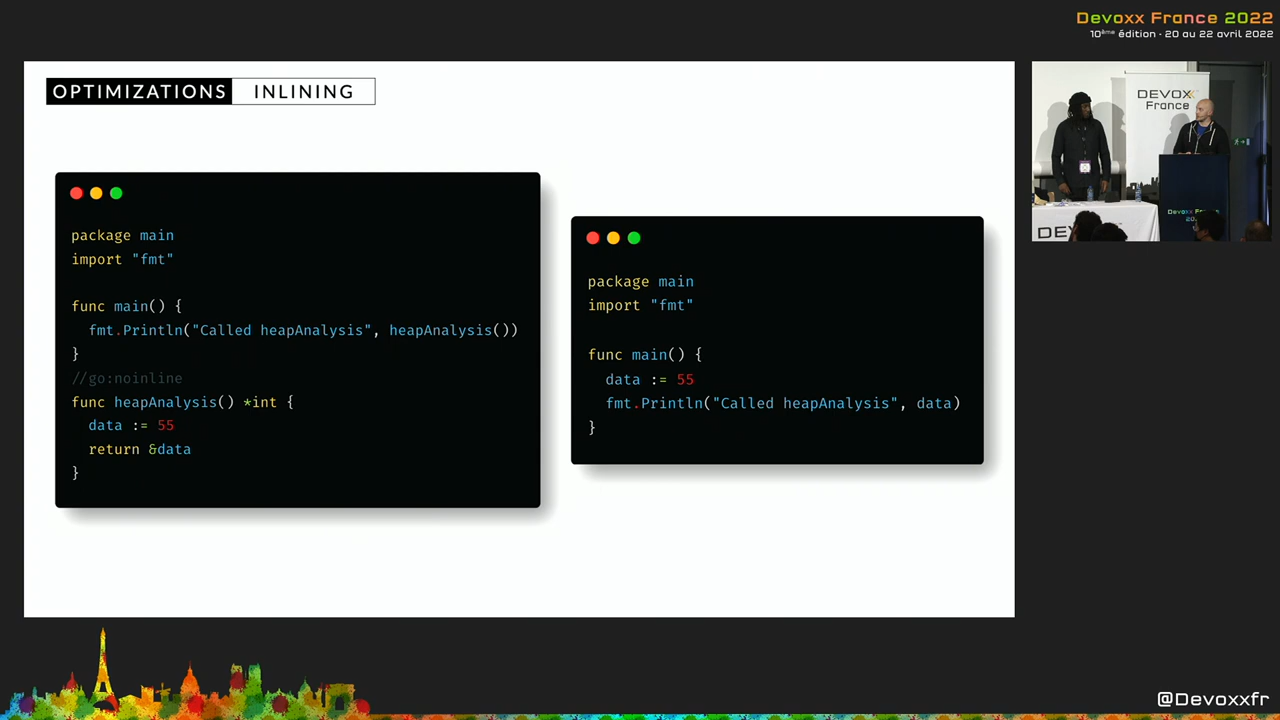 Devoxx France 2022
10ème édition · 20 au 22 avril 2022
OPTIMIZATIONS INLINING
package main
import "fmt"
func main() {
fmt.Println("Called heapAnalysis", heapAnalysis())
}
//go:noinline
func heapAnalysis() *int {
data := 55
return &data
}
package main
import "fmt"
func main() {
data := 55
fmt.Println("Called heapAnalysis", data)
}
DEVOXX
France
@Devoxxfr